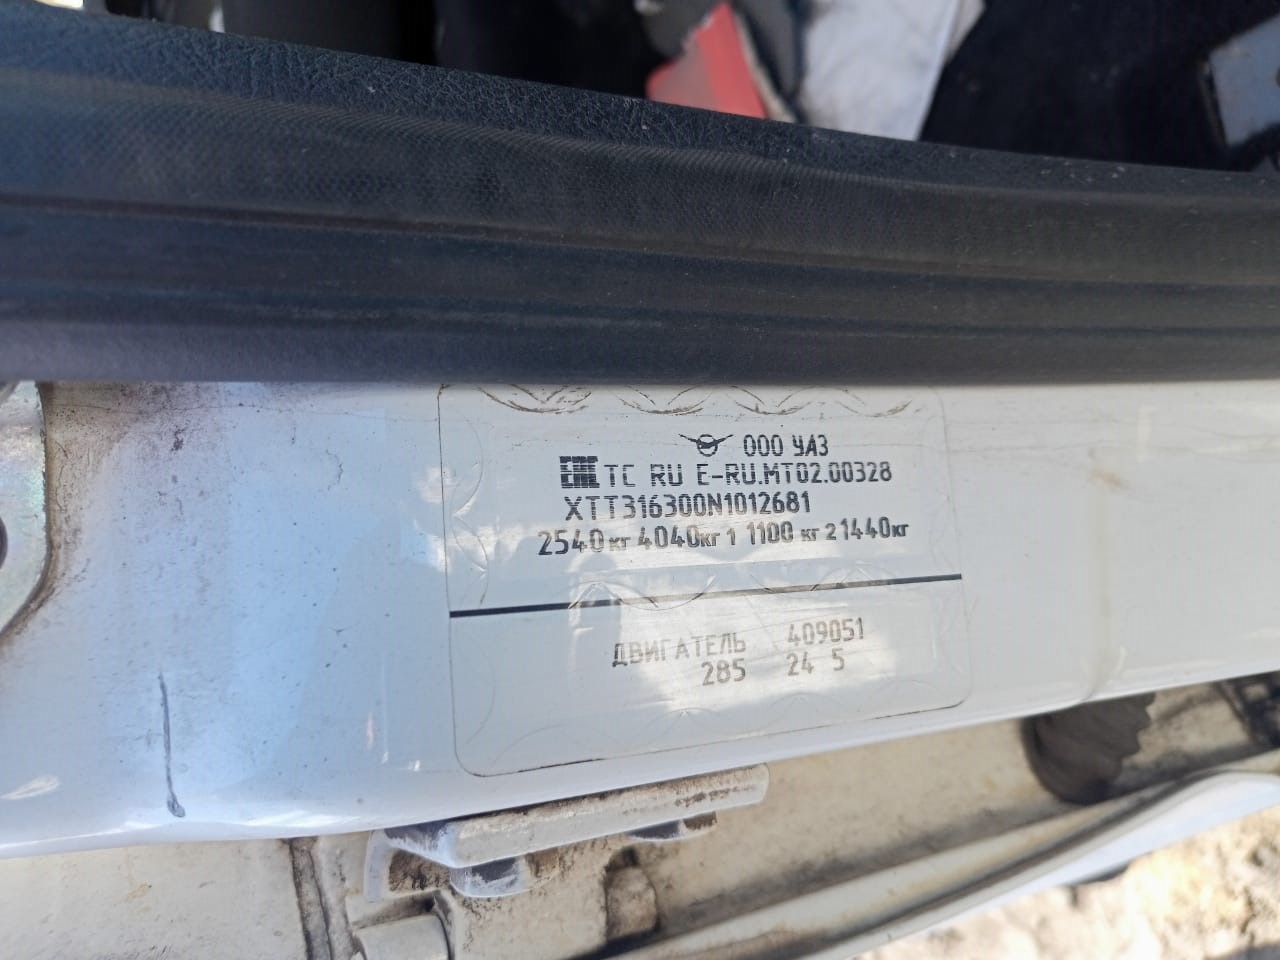 ООО УАЗ
ЕАС ТС RU E-RU.MT02.00328
XTT316300N1012681
2540кг 4040кг 1 1100 кг 2 1440кг
ДВИГАТЕЛЬ 409051
285 24 5